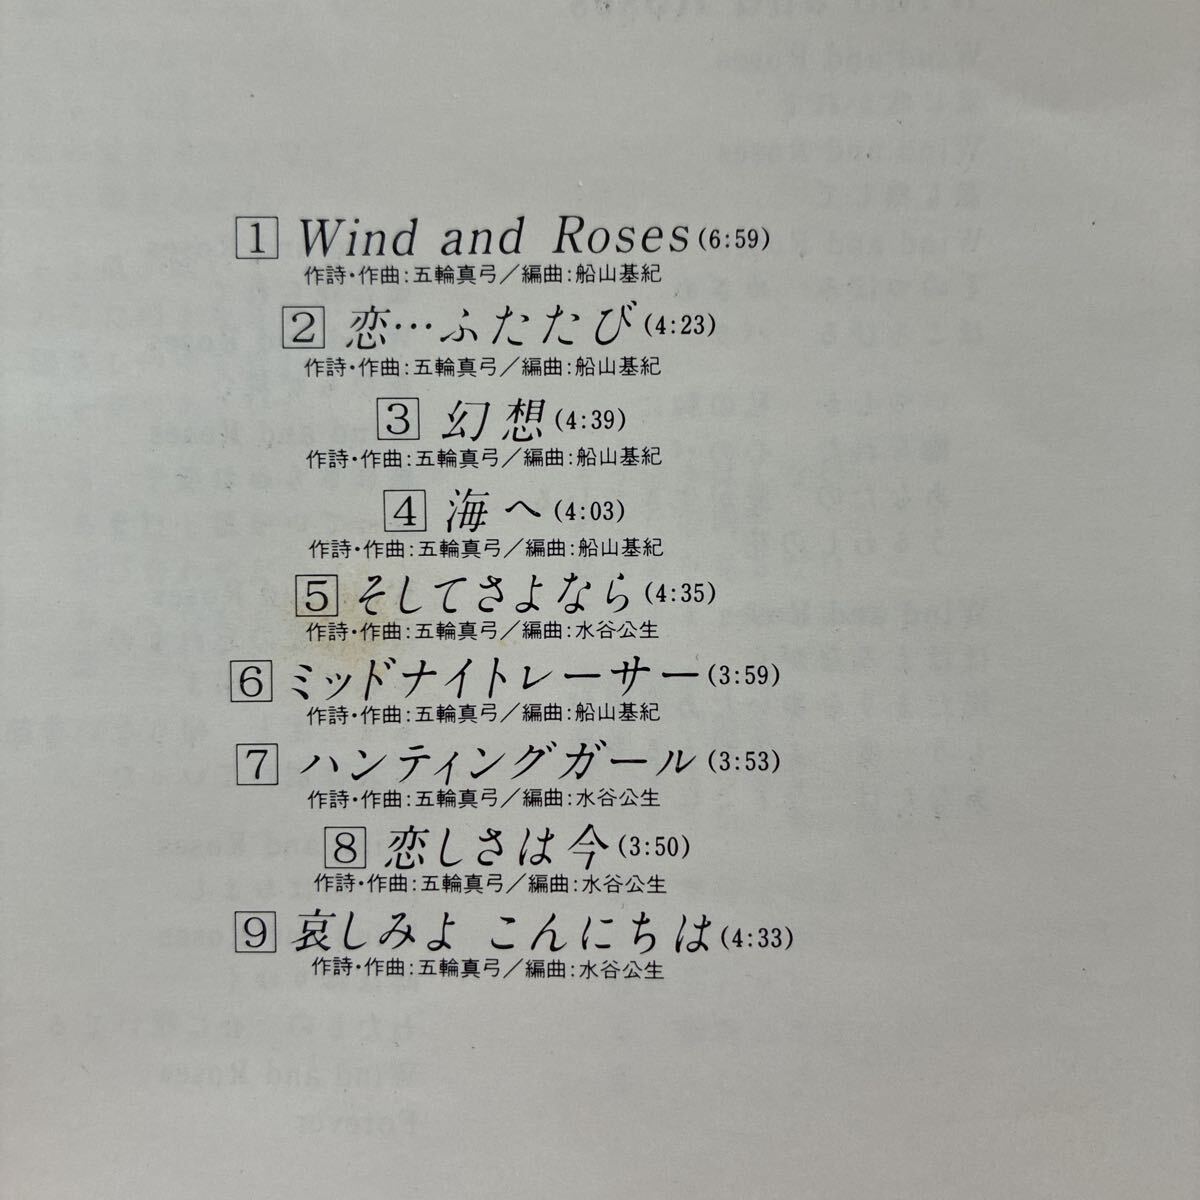 1 Wind and Roses(6:59)
作詩・作曲:五輪真弓/編曲:船山基紀
2 恋…ふたたび(4:23)
作詩・作曲:五輪真弓/編曲:船山基紀
3 幻想(4:39)
作詩・作曲:五輪真弓/編曲:船山基紀
4 海へ(4:03)
作詩・作曲:五輪真弓/編曲:船山基紀
5 そしてさよなら(4:35)
作詩・作曲:五輪真弓/編曲:水谷公生
6 ミッドナイトレーサー(3:59)
作詩・作曲:五輪真弓/編曲:船山基紀
7 ハンティングガール(3:53)
作詩・作曲:五輪真弓/編曲:水谷公生
8 恋しさは今(3:50)
作詩・作曲:五輪真弓/編曲:水谷公生
9 哀しみよ こんにちは(4:33)
作詩・作曲:五輪真弓/編曲:水谷公生